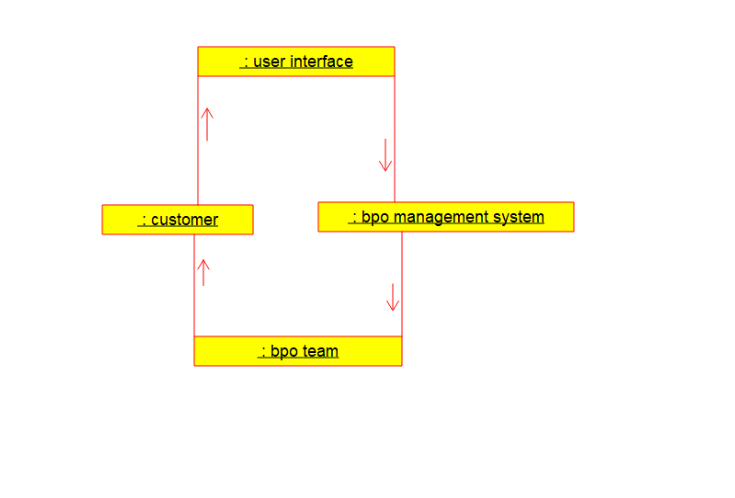 : user interface
: customer
: bpo management system
: bpo team